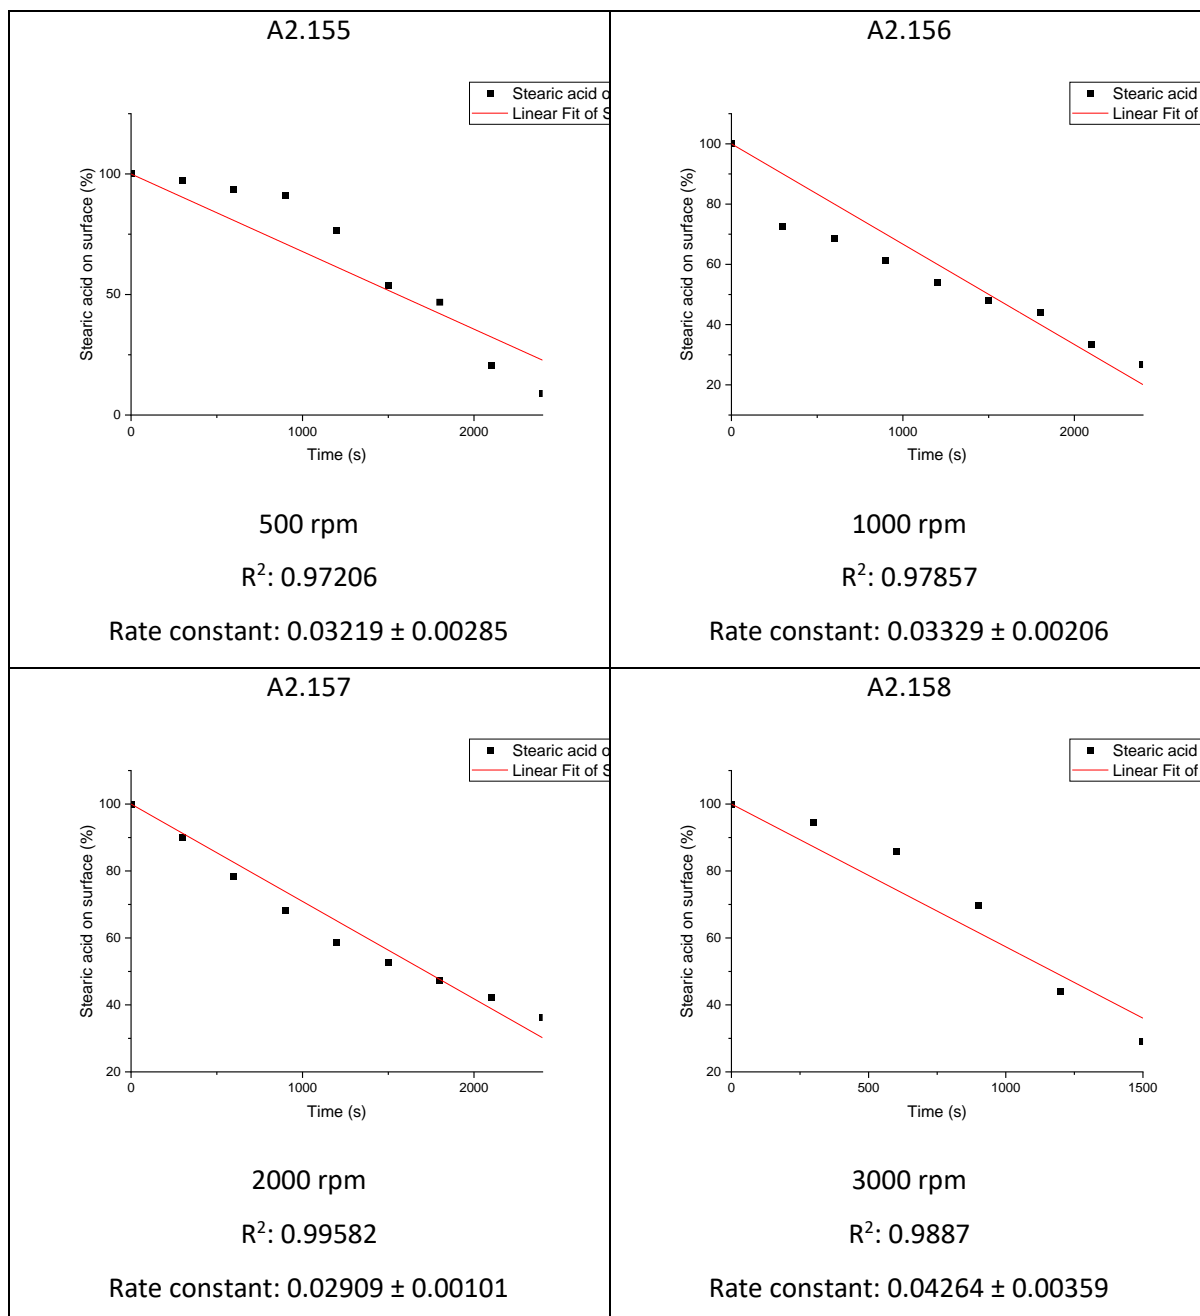 A2.155
Stearic acid o
Linear Fit of S
Stearic acid on surface (%)
100
50
0
0
1000
2000
Time (s)
500 rpm
R²: 0.97206
Rate constant: 0.03219 ± 0.00285
A2.156
Stearic acid
Linear Fit of
Stearic acid on surface (%)
100
80
60
40
20
0
1000
2000
Time (s)
1000 rpm
R²: 0.97857
Rate constant: 0.03329 ± 0.00206
A2.157
Stearic acid o
Linear Fit of S
Stearic acid on surface (%)
100
80
60
40
20
0
1000
2000
Time (s)
2000 rpm
R²: 0.99582
Rate constant: 0.02909 ± 0.00101
A2.158
Stearic acid
Linear Fit of
Stearic acid on surface (%)
100
80
60
40
20
0
500
1000
1500
Time (s)
3000 rpm
R²: 0.9887
Rate constant: 0.04264 ± 0.00359